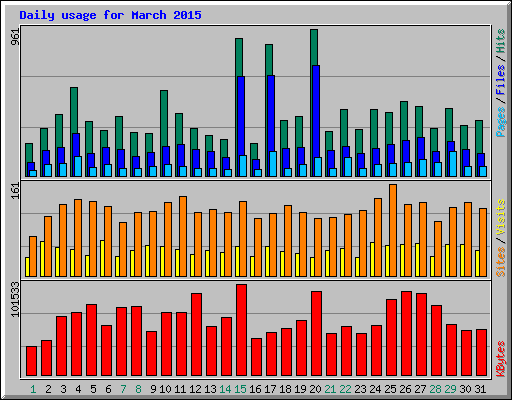 Daily usage for March 2015
961
Pages / Files / Hits
161
Sites / Visits
101533
KBytes
1 2 3 4 5 6 7 8 9 10 11 12 13 14 15 16 17 18 19 20 21 22 23 24 25 26 27 28 29 30 31